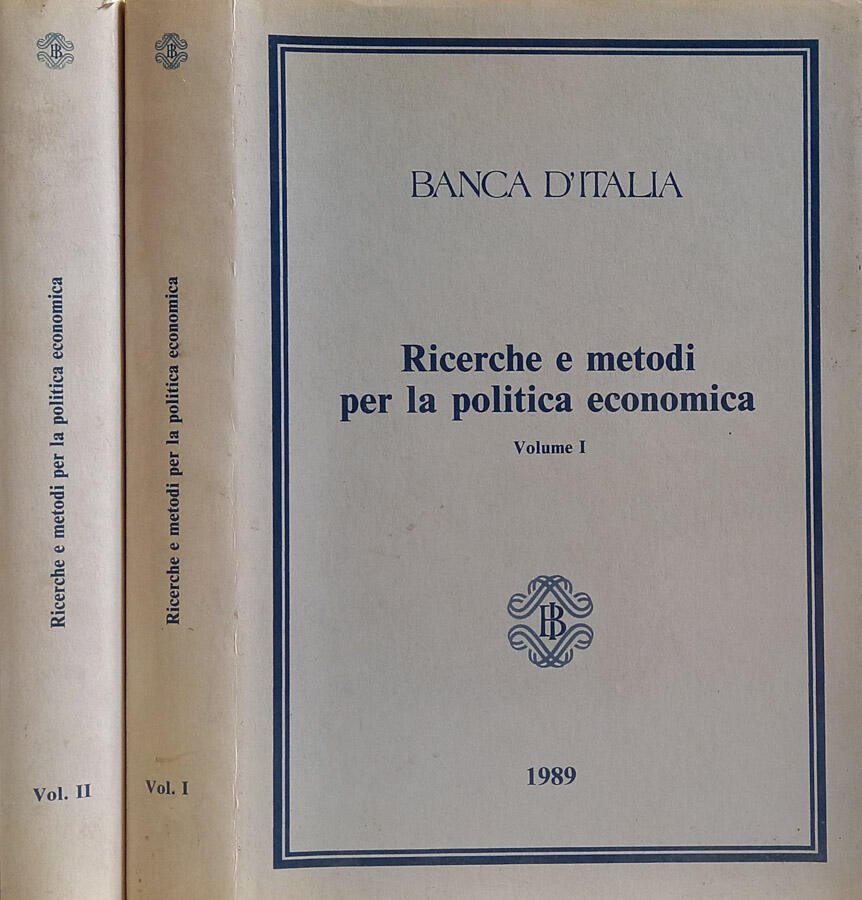 Ricerche e metodi per la politica economica
Vol. II
Ricerche e metodi per la politica economica
Vol. I
BANCA D'ITALIA
Ricerche e metodi
per la politica economica
Volume I
BI
1989